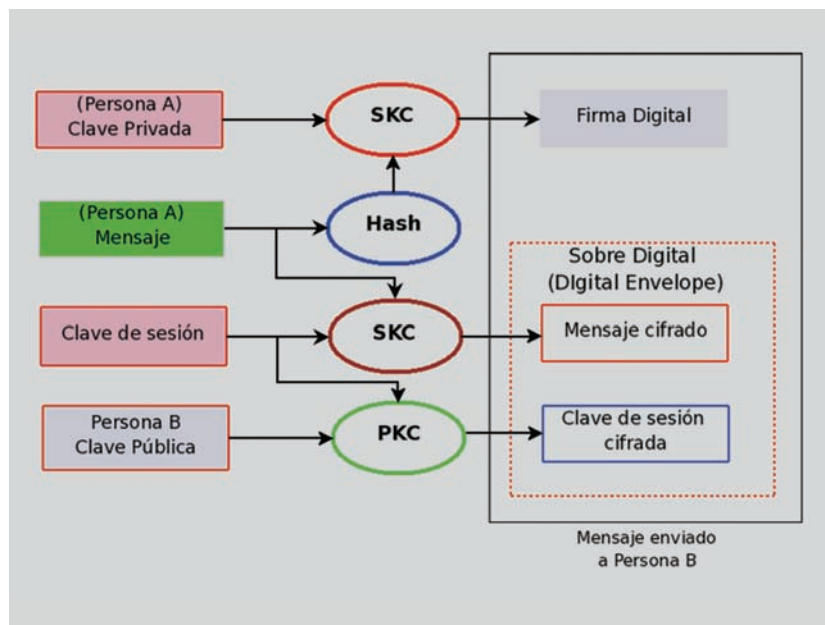 (Persona A)
Clave Privada
SKC
Firma Digital
(Persona A)
Mensaje
Hash
Sobre Digital
(DIgital Envelope)
Clave de sesión
SKC
Mensaje cifrado
Persona B
Clave Pública
PKC
Clave de sesión
cifrada
Mensaje enviado
a Persona B